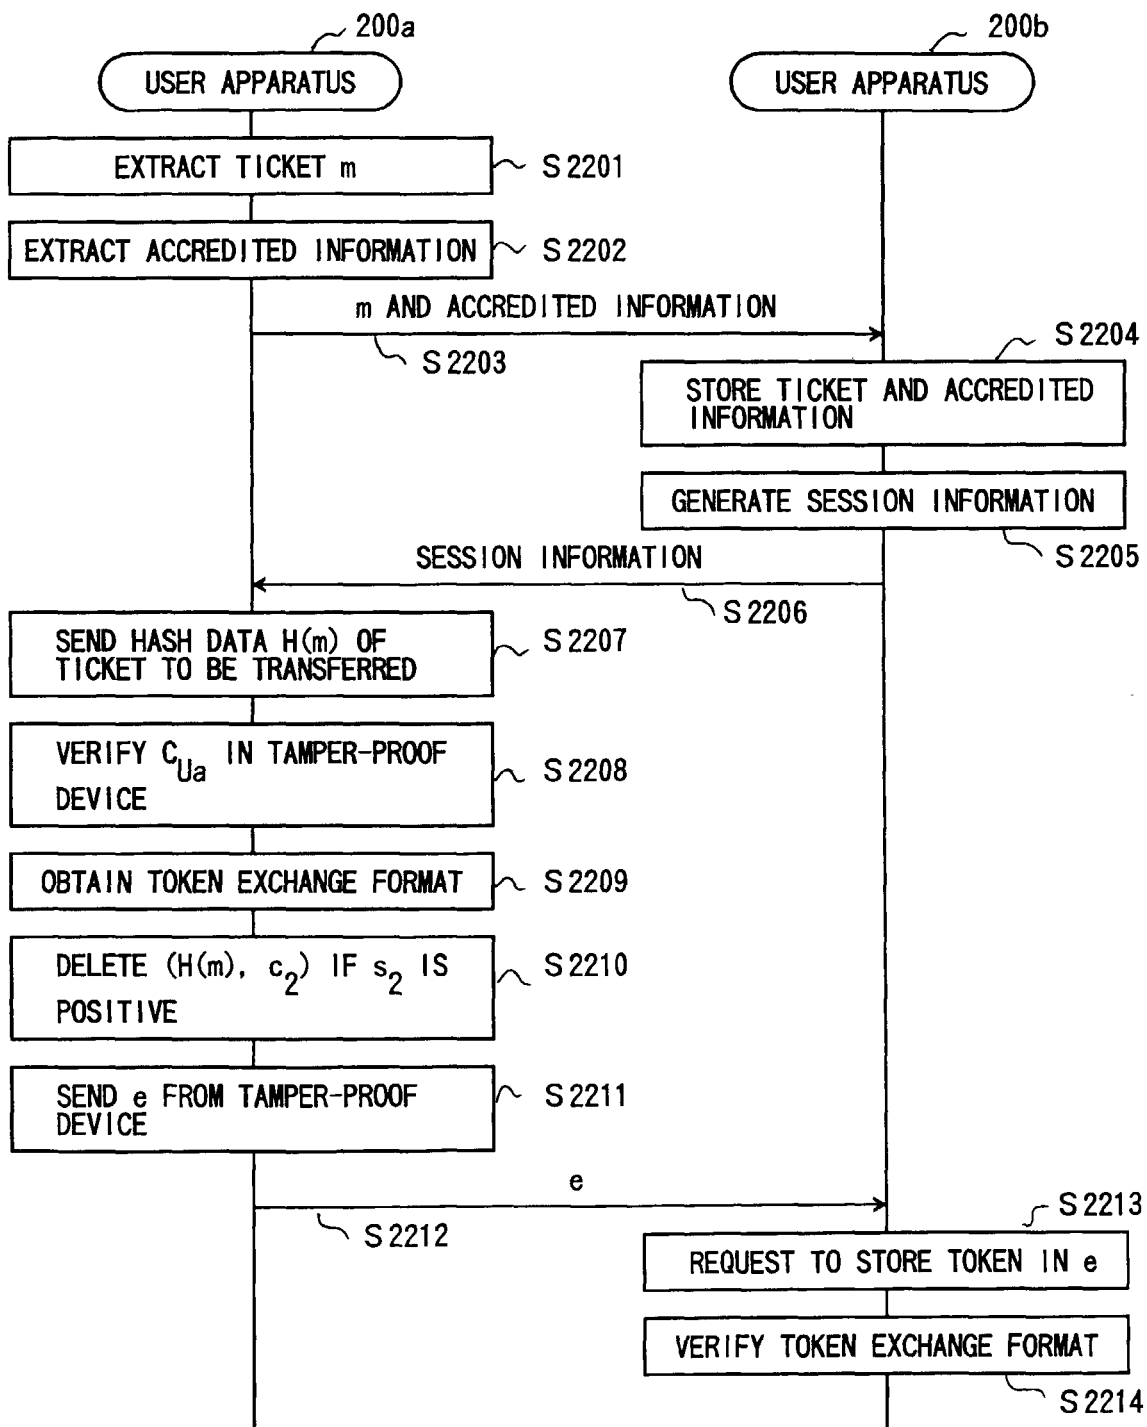 200a
200b
USER APPARATUS
USER APPARATUS
EXTRACT TICKET m
S2201
EXTRACT ACCREDITED INFORMATION
S2202
m AND ACCREDITED INFORMATION
S2203
S2204
STORE TICKET AND ACCREDITED
INFORMATION
GENERATE SESSION INFORMATION
S2205
SESSION INFORMATION
S2206
SEND HASH DATA H(m) OF
TICKET TO BE TRANSFERRED
S2207
VERIFY C_Ua IN TAMPER-PROOF
DEVICE
S2208
OBTAIN TOKEN EXCHANGE FORMAT
S2209
DELETE (H(m), c_2) IF s_2 IS
POSITIVE
S2210
SEND e FROM TAMPER-PROOF
DEVICE
S2211
e
S2212
S2213
REQUEST TO STORE TOKEN IN e
VERIFY TOKEN EXCHANGE FORMAT
S2214